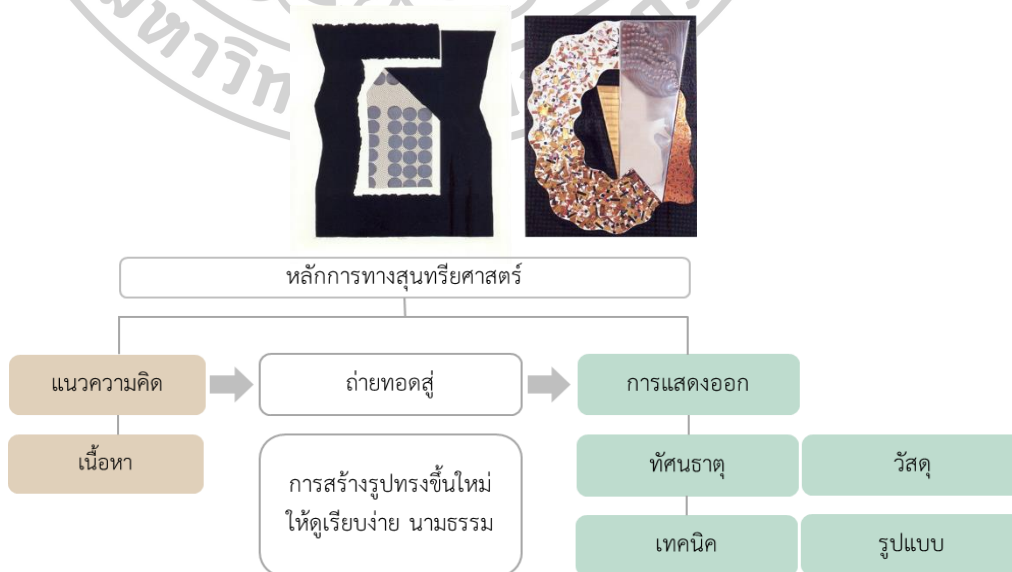 หลักการทางสุนทรียศาสตร์
แนวความคิด
ถ่ายทอดสู่
การแสดงออก
เนื้อหา
การสร้างรูปทรงขึ้นใหม่
ให้ดูเรียบง่าย นามธรรม
ทัศนธาตุ
วัสดุ
เทคนิค
รูปแบบ